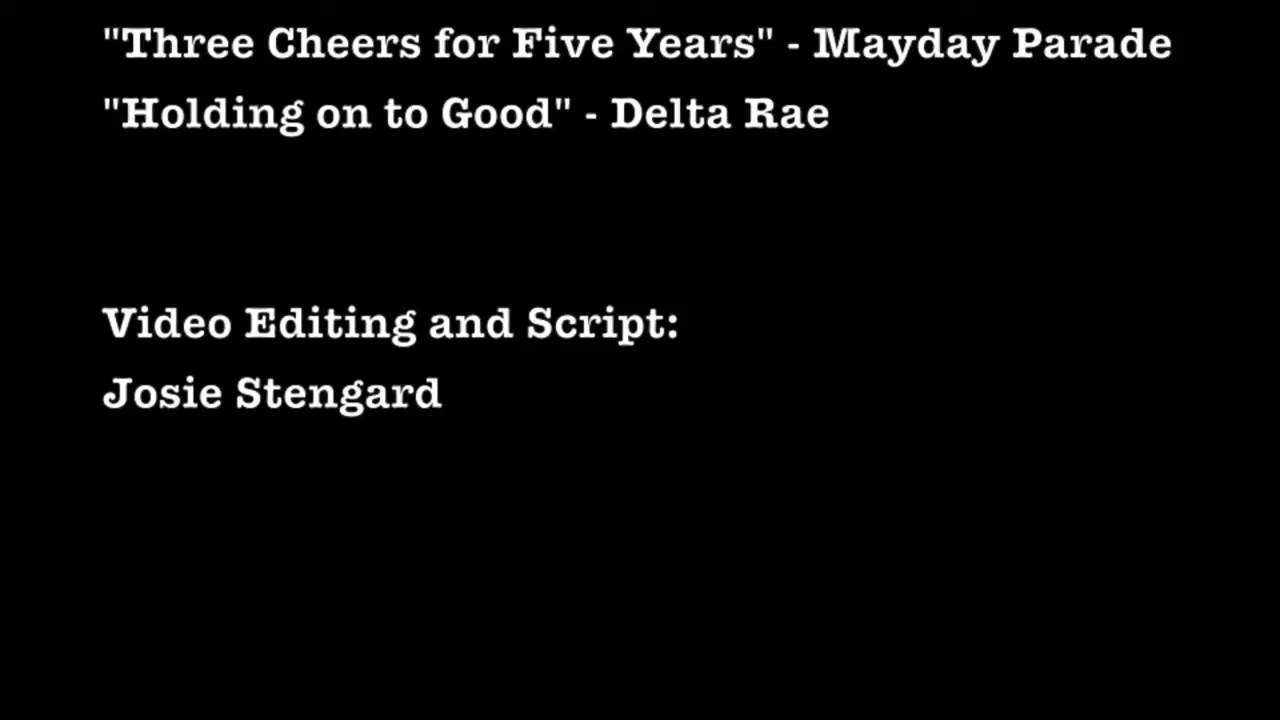 "Three Cheers for Five Years" - Mayday Parade
"Holding on to Good" - Delta Rae
Video Editing and Script:
Josie Stengard